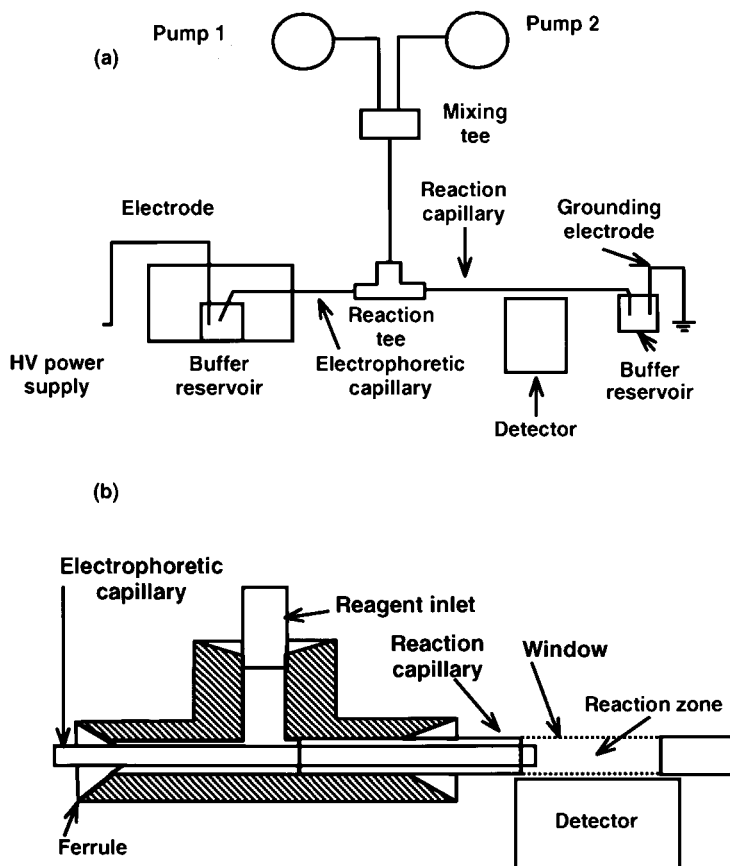 Pump 1
Pump 2
(a)
Mixing
tee
Reaction
capillary
Electrode
Grounding
electrode
Reaction
tee
HV power
supply
Buffer
reservoir
Electrophoretic
capillary
Buffer
reservoir
Detector
(b)
Electrophoretic
capillary
Reagent inlet
Reaction
capillary
Window
Reaction zone
Ferrule
Detector